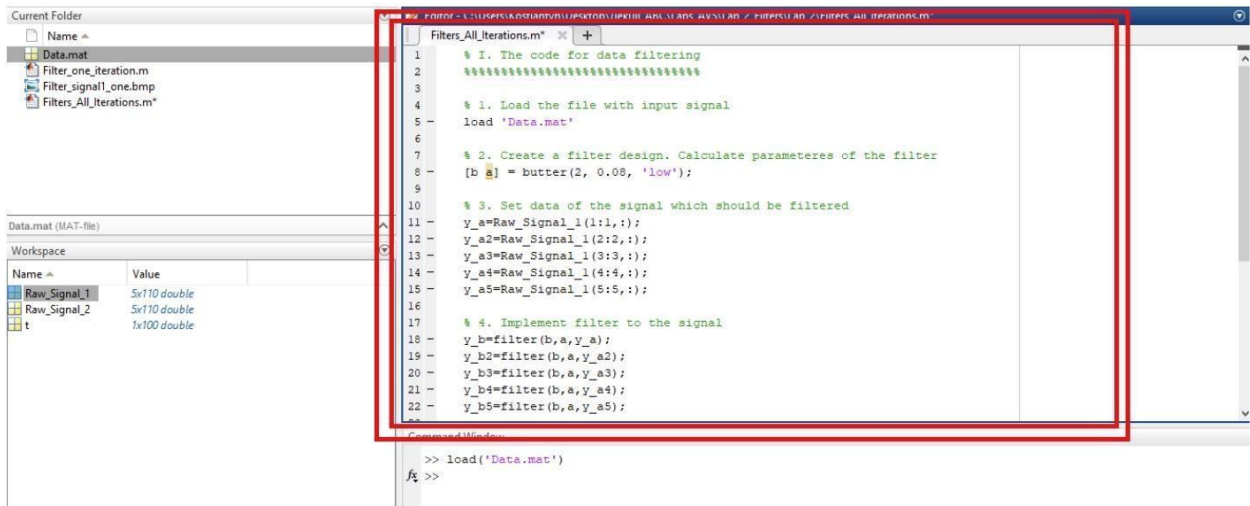 Current Folder
Name
Data.mat
Filter_one_iteration.m
Filter_signal1_one.bmp
Filters_All_Iterations.m*
Data.mat (MAT-file)
Workspace
Name Value
Raw_Signal_1 5x110 double
Raw_Signal_2 5x110 double
t 1x100 double
Editor - C:\Users\Kostiantyn\Desktop\
Filters_All_Iterations.m* × +
1 % I. The code for data filtering
2 %%%%%%%%%%%%%%%%%%%%%%%%%%%%%%%%
3
4 % 1. Load the file with input signal
5 - load 'Data.mat'
6
7 % 2. Create a filter design. Calculate parameteres of the filter
8 - [b a] = butter(2, 0.08, 'low');
9
10 % 3. Set data of the signal which should be filtered
11 - y_a=Raw_Signal_1(1:1,:);
12 - y_a2=Raw_Signal_1(2:2,:);
13 - y_a3=Raw_Signal_1(3:3,:);
14 - y_a4=Raw_Signal_1(4:4,:);
15 - y_a5=Raw_Signal_1(5:5,:);
16
17 % 4. Implement filter to the signal
18 - y_b=filter(b,a,y_a);
19 - y_b2=filter(b,a,y_a2);
20 - y_b3=filter(b,a,y_a3);
21 - y_b4=filter(b,a,y_a4);
22 - y_b5=filter(b,a,y_a5);
Command Window
>> load('Data.mat')
fx >>